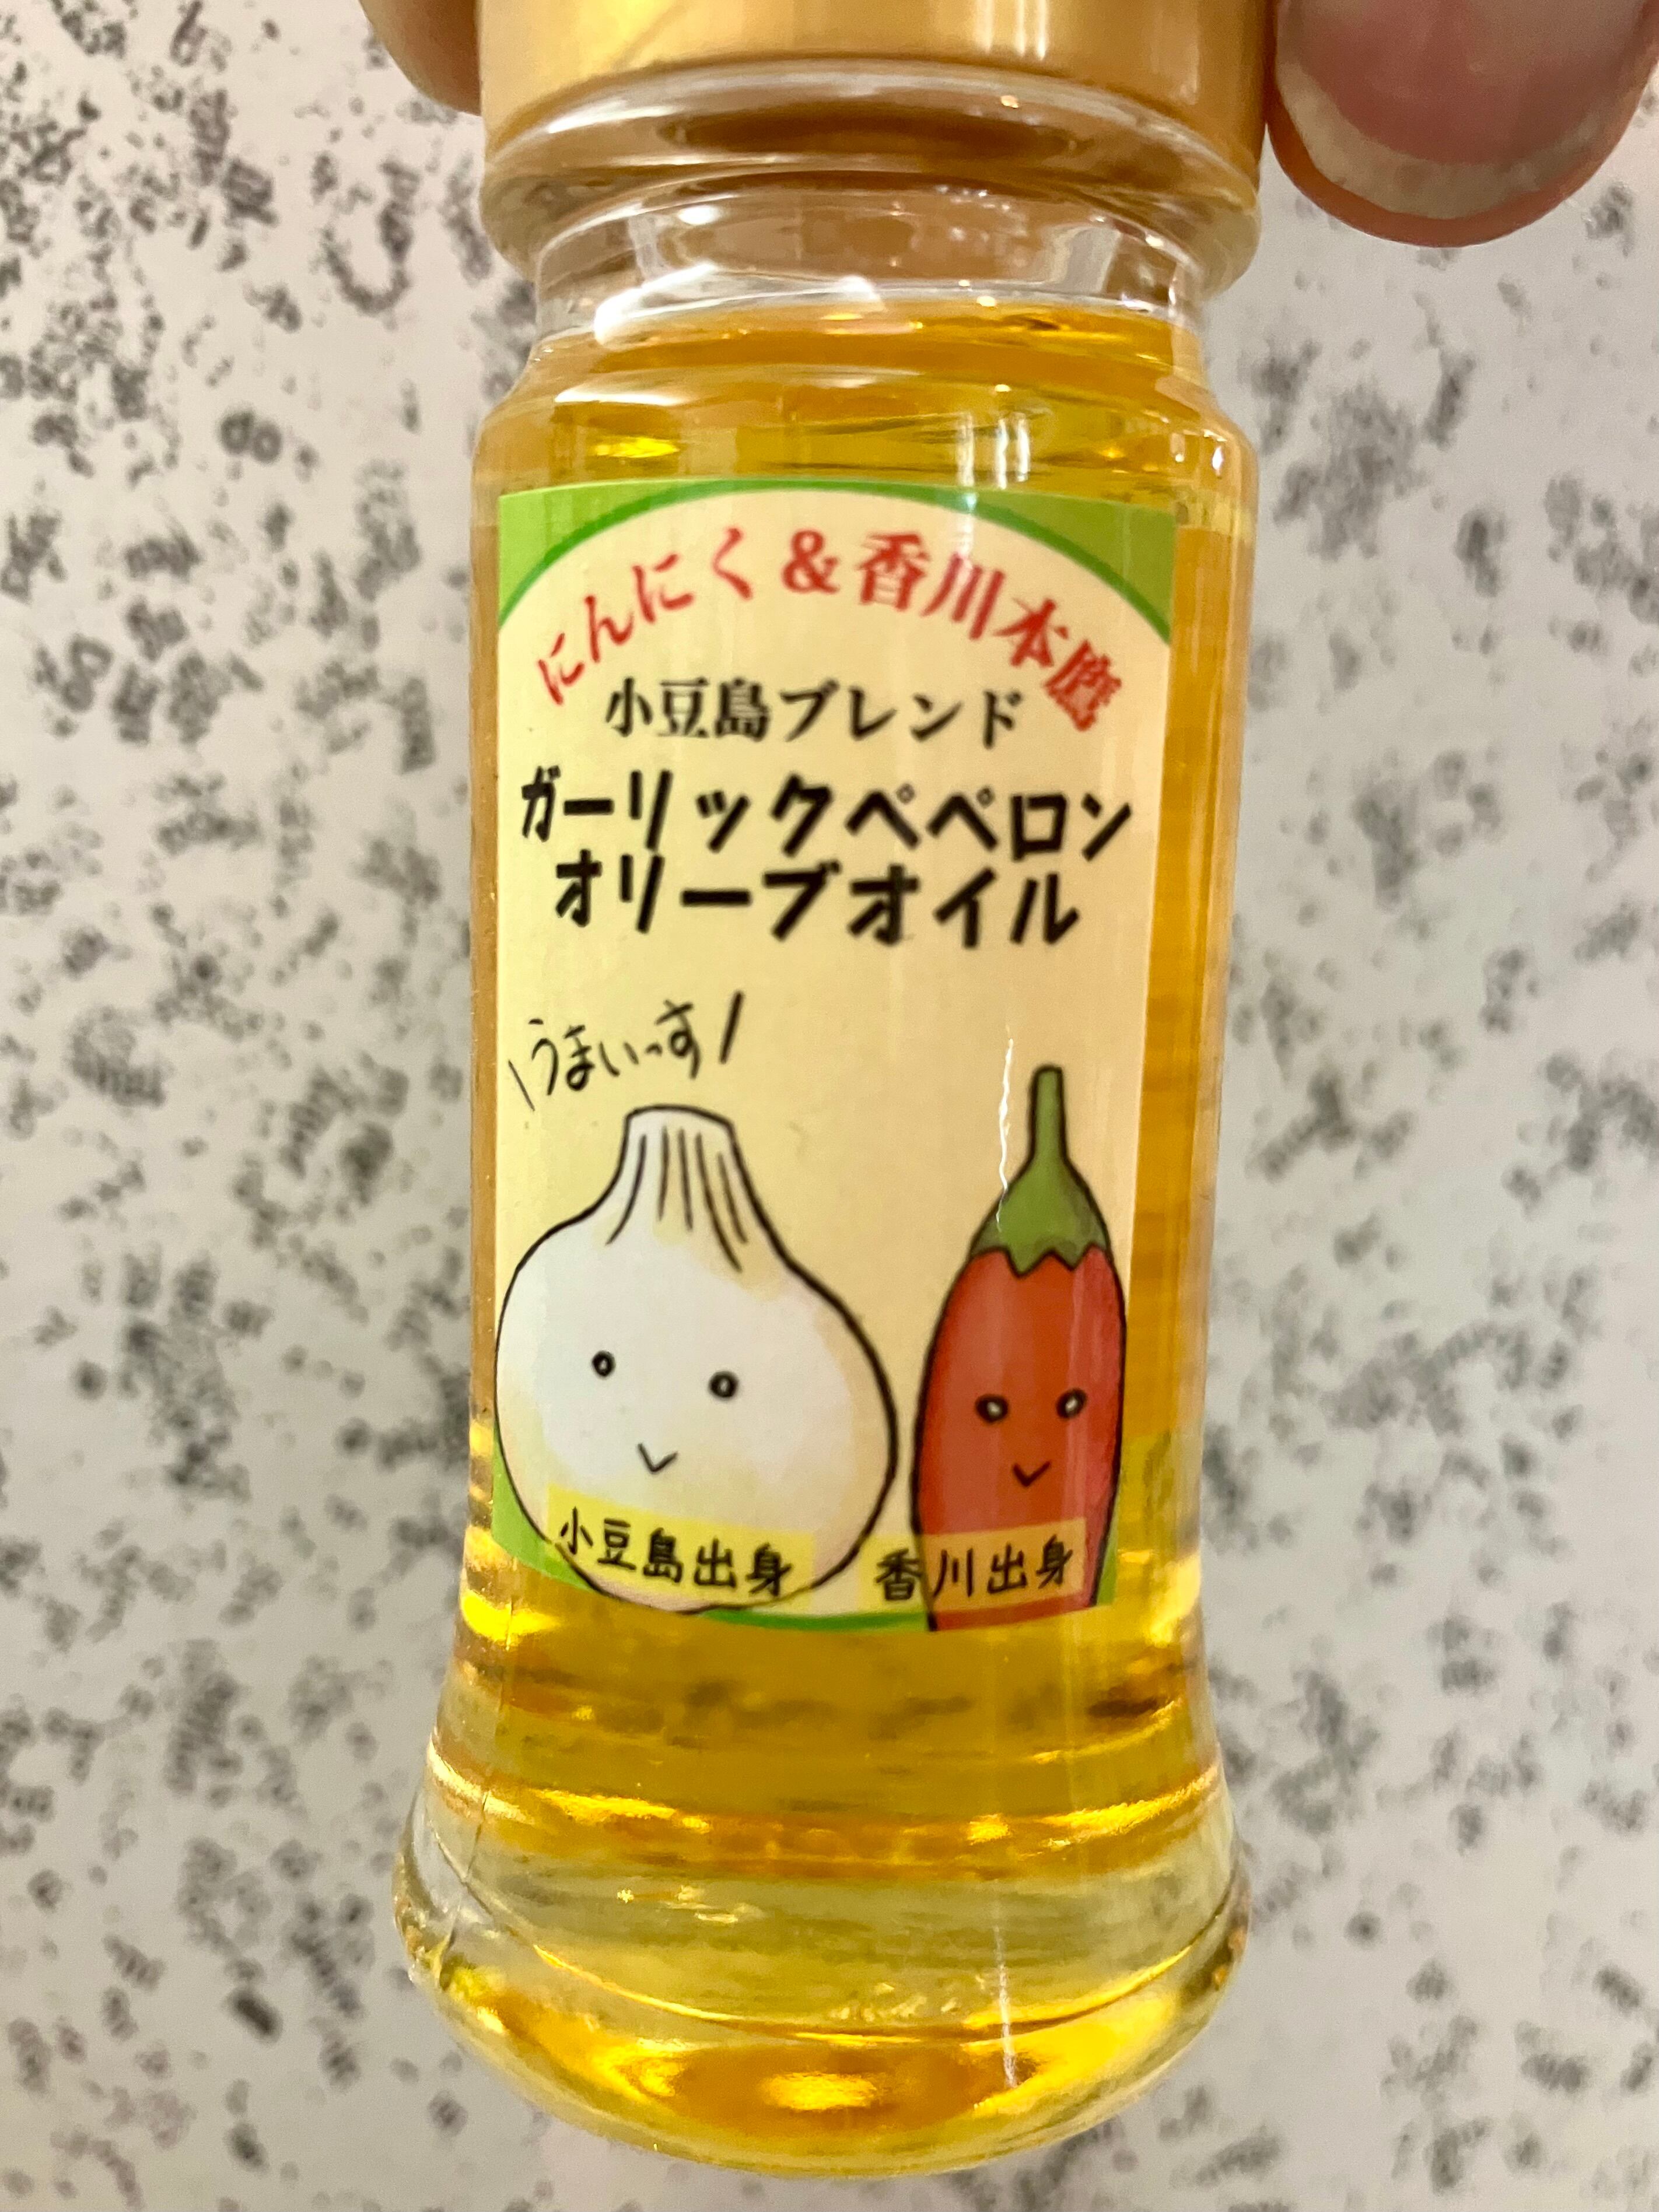 にんにく&香川本鷹
小豆島ブレンド
ガーリックペペロン
オリーブオイル
\うまいっす/
小豆島出身
香川出身